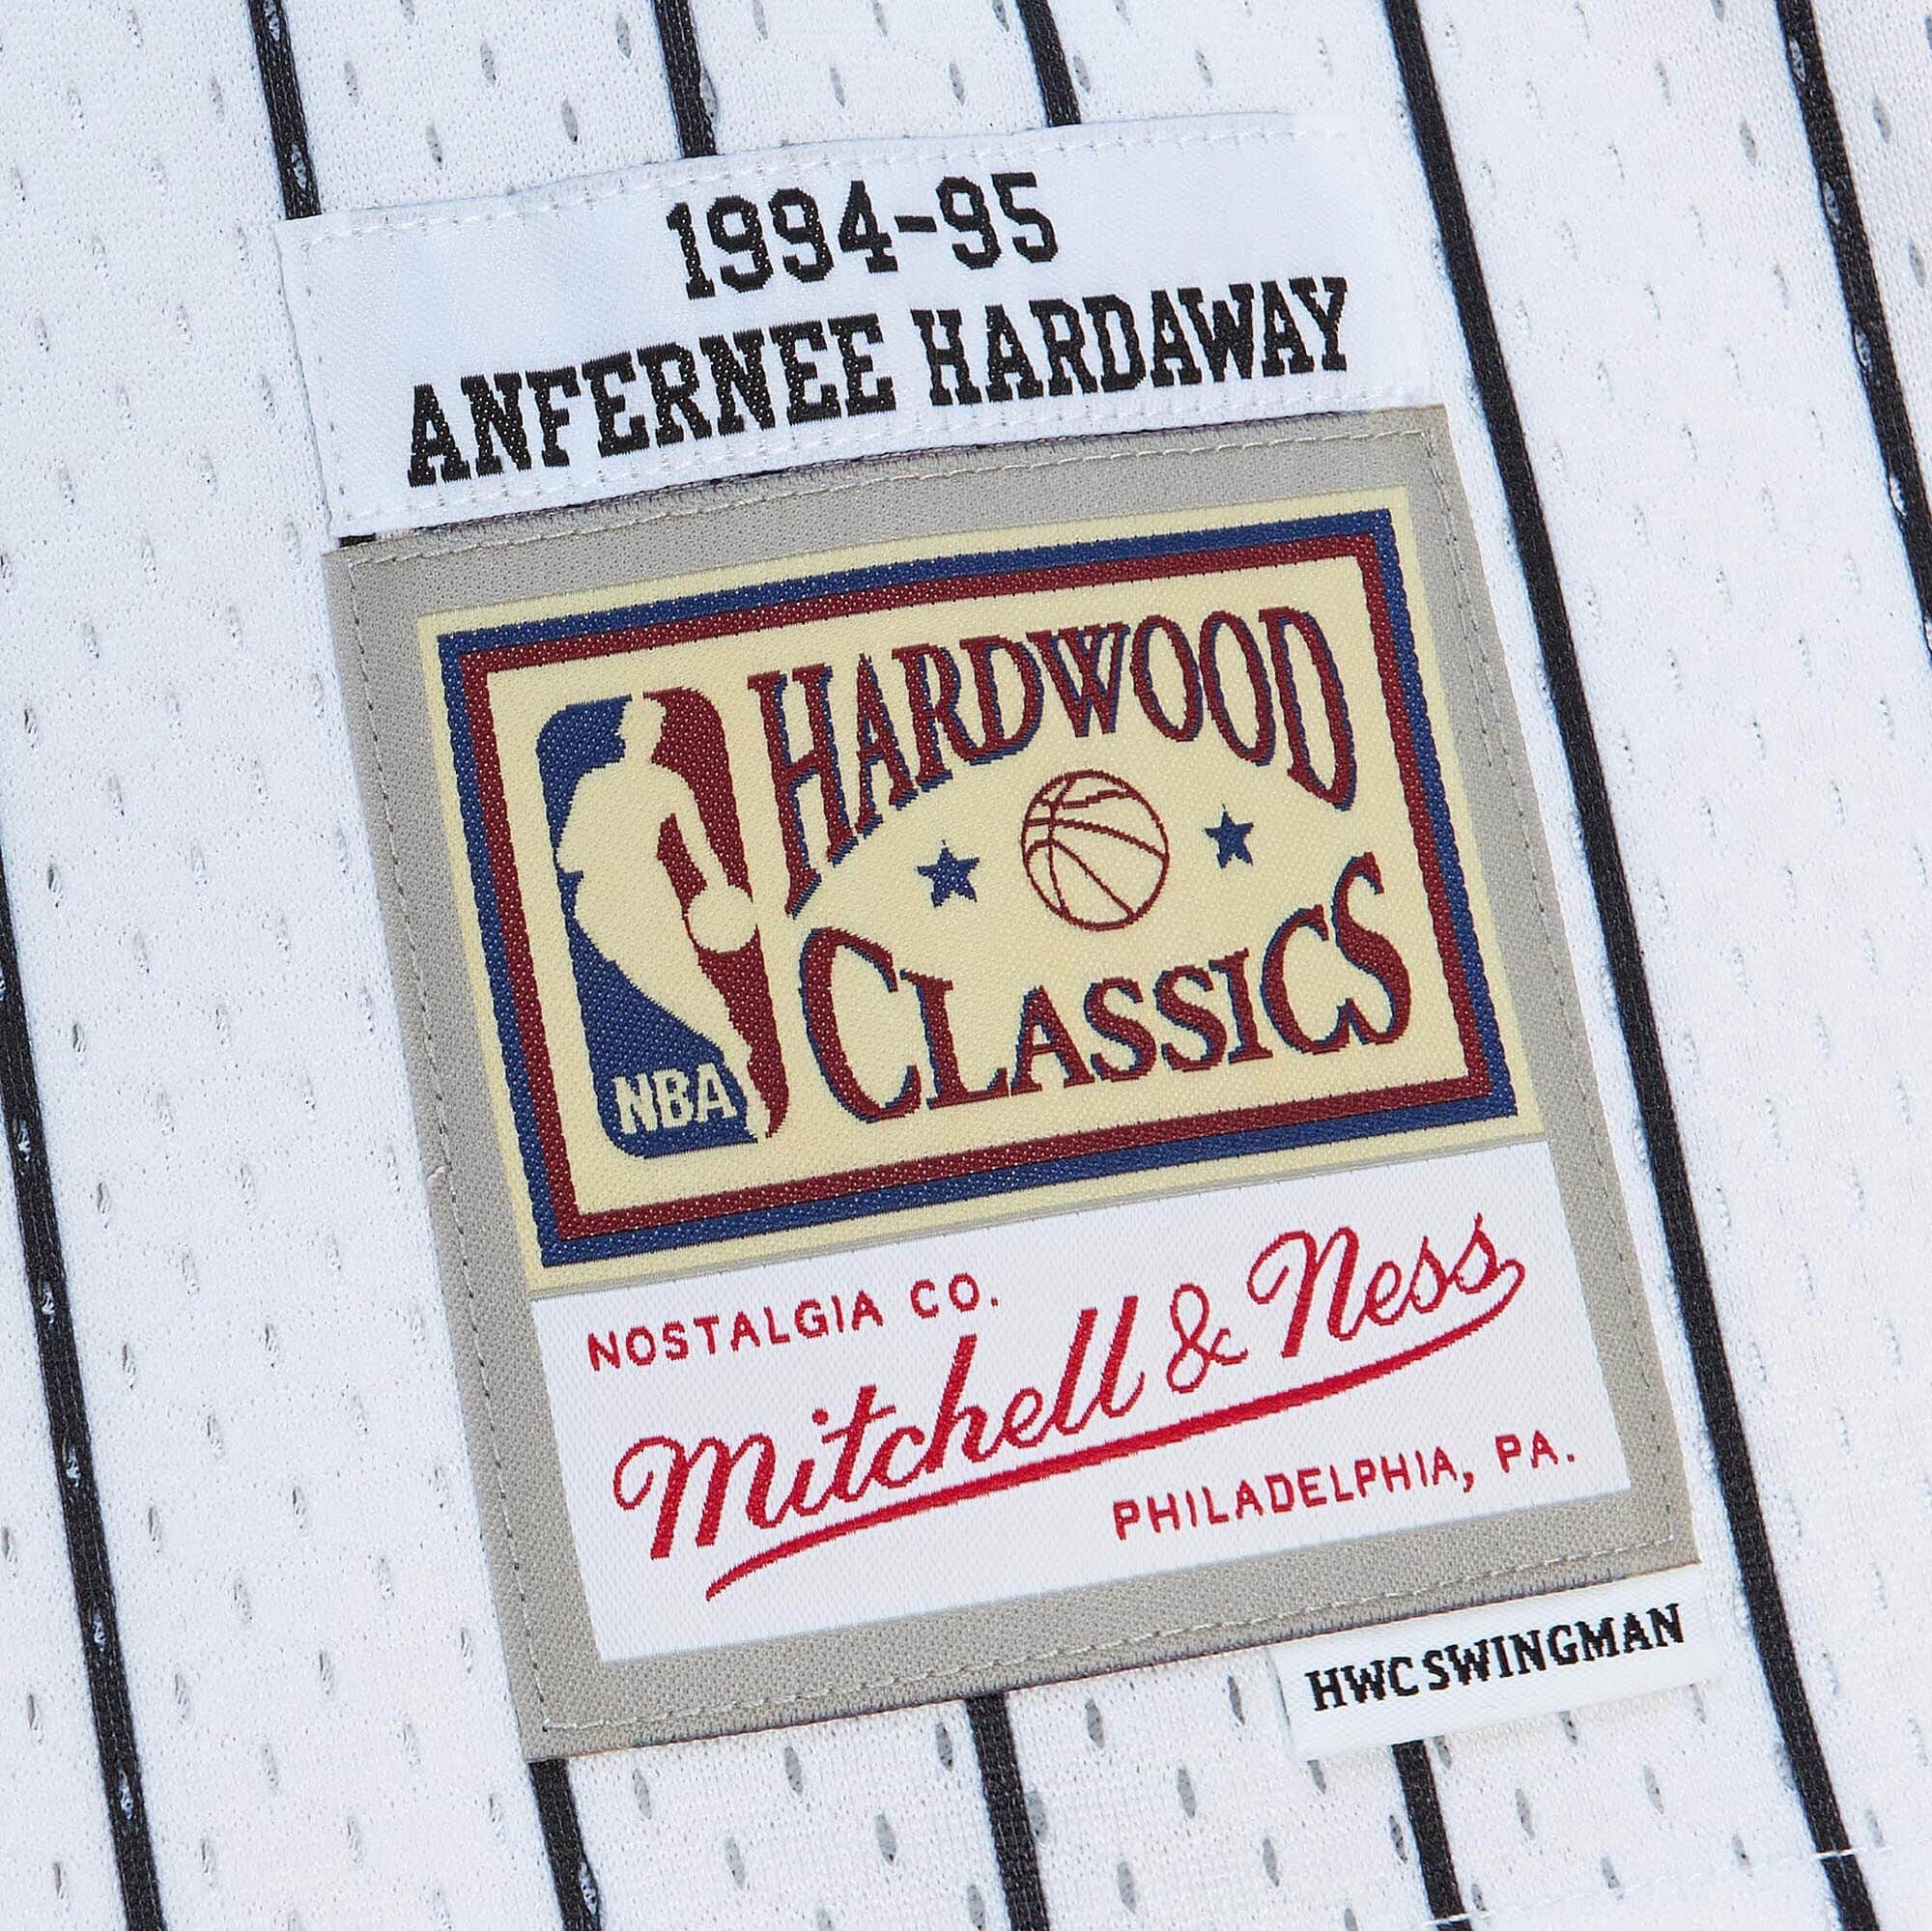 1994-95
ANFERNEE HARDAWAY
HARDWOOD
CLASSICS
NBA
NOSTALGIA CO.
Mitchell & Ness
PHILADELPHIA, PA.
HWC SWINGMAN